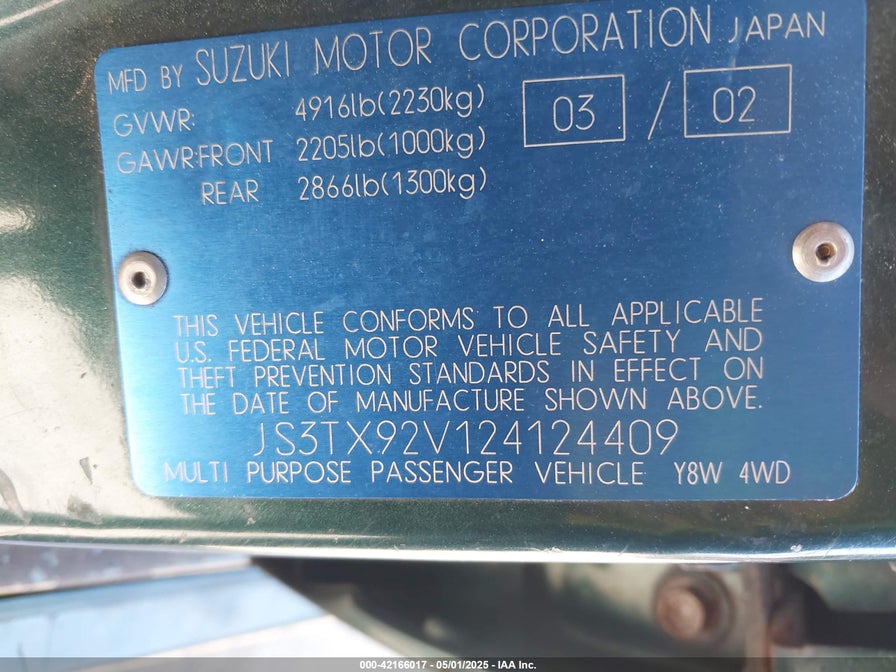 MFD BY SUZUKI MOTOR CORPORATION JAPAN
GVWR: 4916lb(2230kg) 03 / 02
GAWR:FRONT 2205lb(1000kg)
REAR 2866lb(1300kg)
THIS VEHICLE CONFORMS TO ALL APPLICABLE
U.S. FEDERAL MOTOR VEHICLE SAFETY AND
THEFT PREVENTION STANDARDS IN EFFECT ON
THE DATE OF MANUFACTURE SHOWN ABOVE.
JS3TX92V124124409
MULTI PURPOSE PASSENGER VEHICLE Y8W 4WD
000-42166017 - 05/01/2025 - IAA Inc.